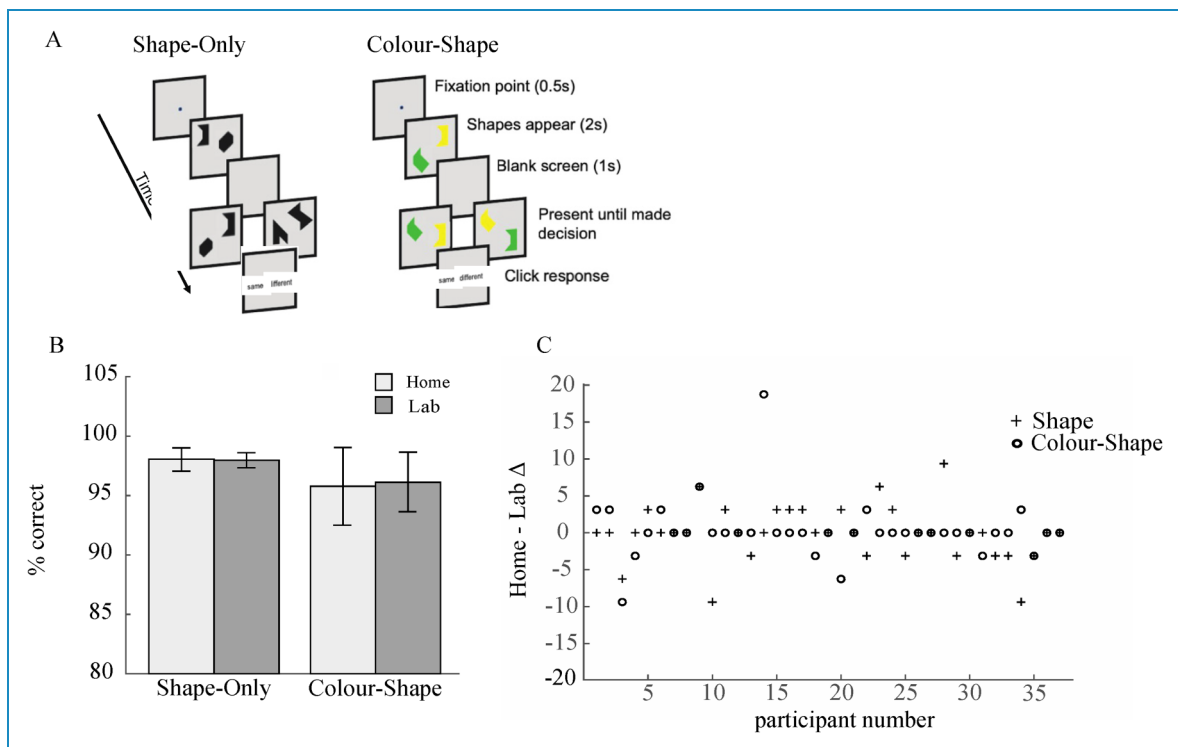 A
Shape-Only
Colour-Shape
Fixation point (0.5s)
Shapes appear (2s)
Blank screen (1s)
Present until made
decision
Click response
Time
same different
same different
B
105
100
95
90
85
80
% correct
Home
Lab
Shape-Only
Colour-Shape
C
20
15
10
5
0
-5
-10
-15
-20
Home - Lab Δ
+ Shape
Colour-Shape
5 10 15 20 25 30 35
participant number